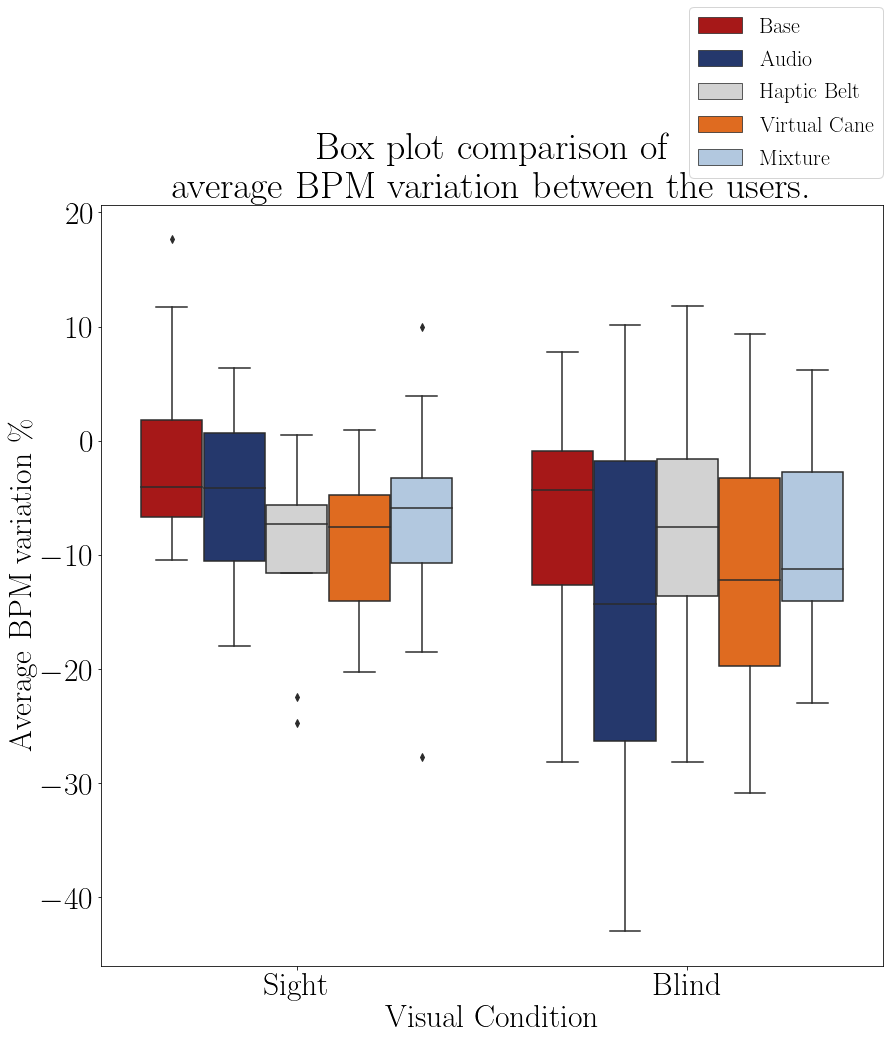 Base
Audio
Haptic Belt
Virtual Cane
Mixture
Box plot comparison of
average BPM variation between the users.
Average BPM variation %
20
10
0
−10
−20
−30
−40
Sight
Blind
Visual Condition